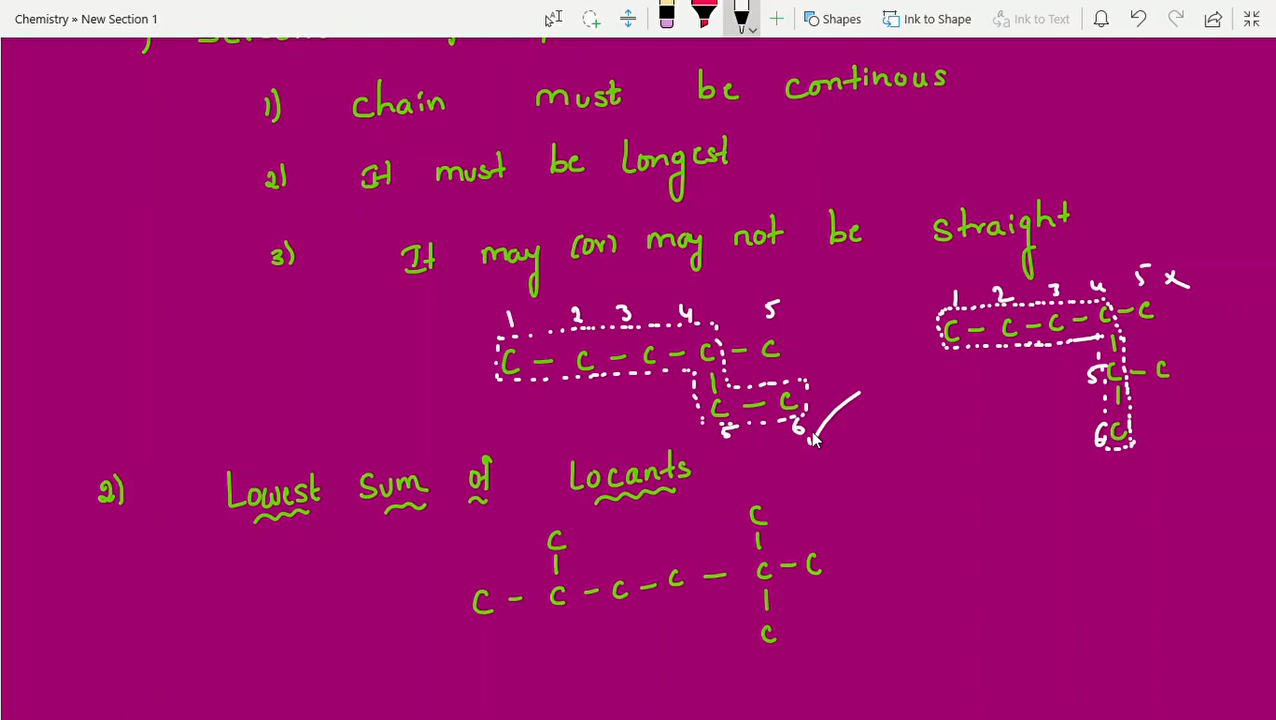 Chemistry » New Section 1
Shapes Ink to Shape Ink to Text
1) chain must be continous
2) It must be Longest
3) It may (or) may not be straight
1 2 3 4 5
C - C - C - C - C
C - C
5 6
1 2 3 4 5 x
C - C - C - C - C
5 C - C
6 C
2) Lowest Sum of Locants
C C
C - C - C - C - C - C
C